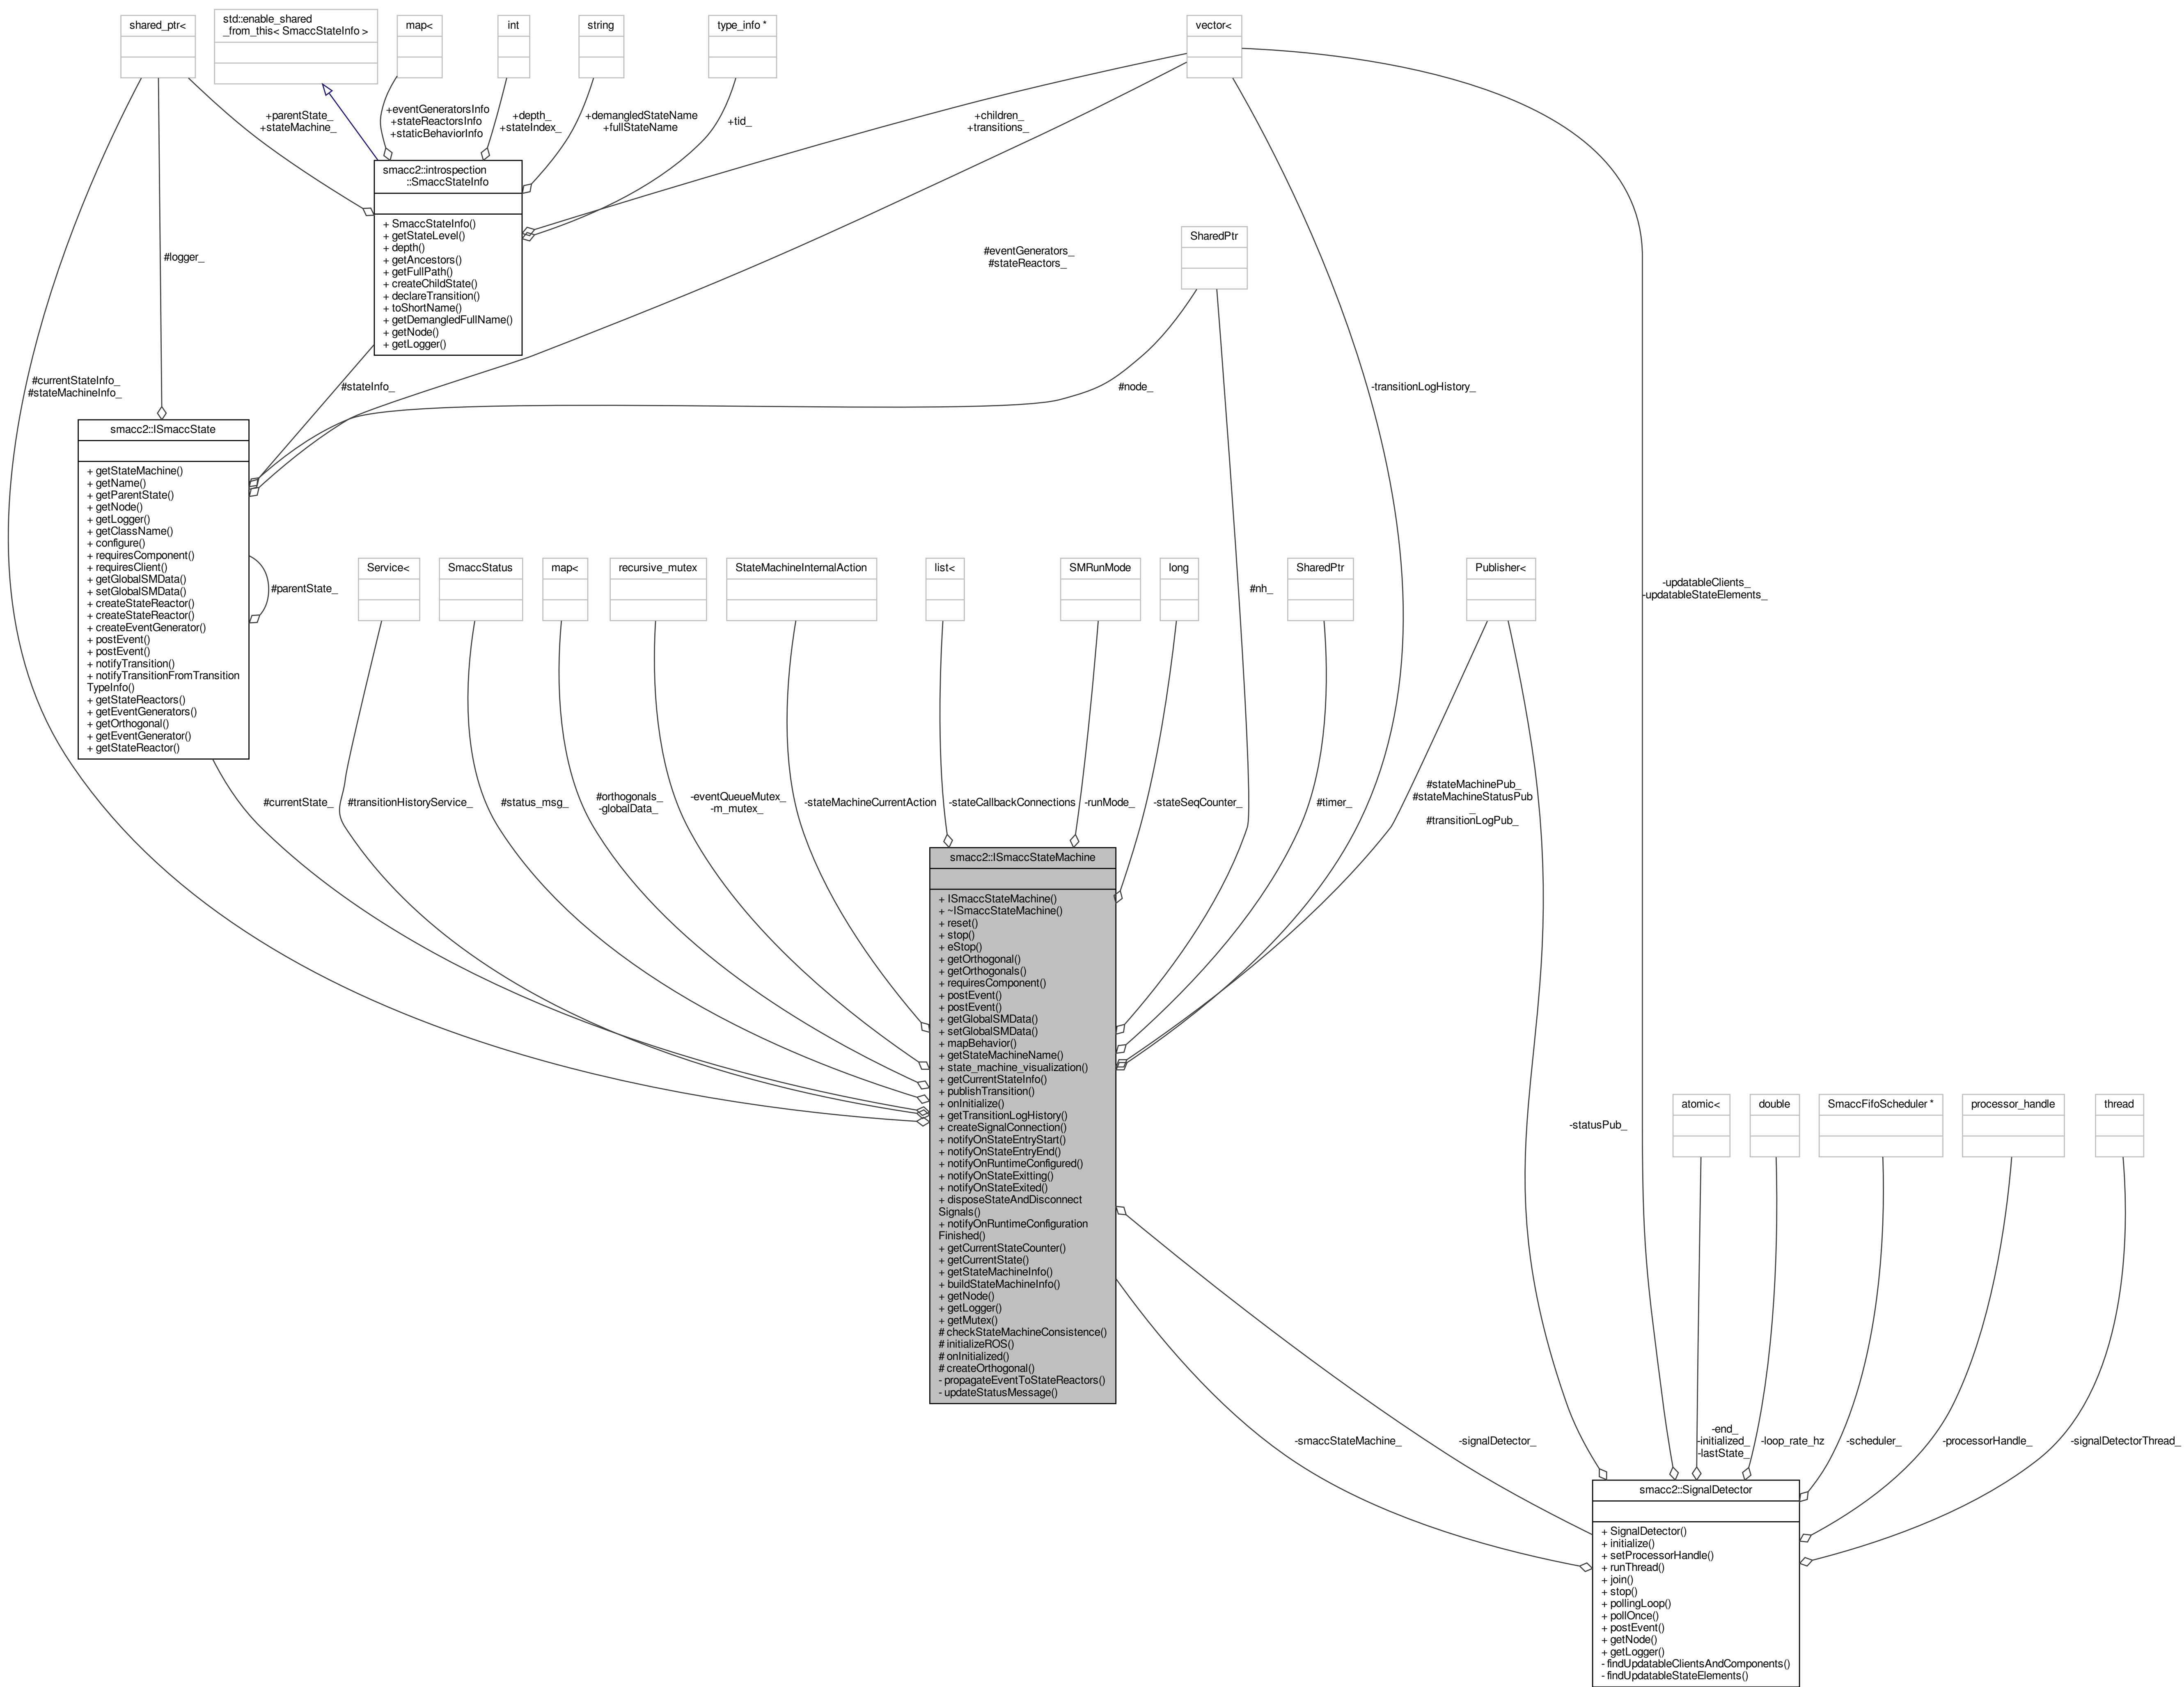 shared_ptr<
std::enable_shared
_from_this< SmaccStateInfo >
map<
int
string
type_info *
vector<
+parentState_
+stateMachine_
+eventGeneratorsInfo
+stateReactorsInfo
+staticBehaviorInfo
+depth_
+stateIndex_
+demangledStateName
+fullStateName
+tid_
+children_
+transitions_
smacc2::introspection
::SmaccStateInfo
+ SmaccStateInfo()
+ getStateLevel()
+ depth()
+ getAncestors()
+ getFullPath()
+ createChildState()
+ declareTransition()
+ toShortName()
+ getDemangledFullName()
+ getNode()
+ getLogger()
SharedPtr
#logger_
#eventGenerators_
#stateReactors_
#currentStateInfo_
#stateMachineInfo_
#stateInfo_
#node_
-transitionLogHistory_
smacc2::ISmaccState
+ getStateMachine()
+ getName()
+ getParentState()
+ getNode()
+ getLogger()
+ getClassName()
+ configure()
+ requiresComponent()
+ requiresClient()
+ getGlobalSMData()
+ setGlobalSMData()
+ createStateReactor()
+ createStateReactor()
+ createEventGenerator()
+ postEvent()
+ postEvent()
+ notifyTransition()
+ notifyTransitionFromTransition
TypeInfo()
+ getStateReactors()
+ getEventGenerators()
+ getOrthogonal()
+ getEventGenerator()
+ getStateReactor()
#parentState_
Service<
SmaccStatus
map<
recursive_mutex
StateMachineInternalAction
list<
SMRunMode
long
#nh_
SharedPtr
Publisher<
-updatableClients_
-updatableStateElements_
#currentState_
#transitionHistoryService_
#status_msg_
#orthogonals_
-globalData_
-eventQueueMutex_
-m_mutex_
-stateMachineCurrentAction
-stateCallbackConnections
-runMode_
-stateSeqCounter_
#timer_
#stateMachinePub_
#stateMachineStatusPub
_
#transitionLogPub_
smacc2::ISmaccStateMachine
+ ISmaccStateMachine()
+ ~ISmaccStateMachine()
+ reset()
+ stop()
+ eStop()
+ getOrthogonal()
+ getOrthogonals()
+ requiresComponent()
+ postEvent()
+ postEvent()
+ getGlobalSMData()
+ setGlobalSMData()
+ mapBehavior()
+ getStateMachineName()
+ state_machine_visualization()
+ getCurrentStateInfo()
+ publishTransition()
+ onInitialize()
+ getTransitionLogHistory()
+ createSignalConnection()
+ notifyOnStateEntryStart()
+ notifyOnStateEntryEnd()
+ notifyOnRuntimeConfigured()
+ notifyOnStateExitting()
+ notifyOnStateExited()
+ disposeStateAndDisconnect
Signals()
+ notifyOnRuntimeConfiguration
Finished()
+ getCurrentStateCounter()
+ getCurrentState()
+ getStateMachineInfo()
+ buildStateMachineInfo()
+ getNode()
+ getLogger()
+ getMutex()
# checkStateMachineConsistence()
# initializeROS()
# onInitialized()
# createOrthogonal()
- propagateEventToStateReactors()
- updateStatusMessage()
-statusPub_
atomic<
double
SmaccFifoScheduler *
processor_handle
thread
-smaccStateMachine_
-signalDetector_
-end_
-initialized_
-lastState_
-loop_rate_hz
-scheduler_
-processorHandle_
-signalDetectorThread_
smacc2::SignalDetector
+ SignalDetector()
+ initialize()
+ setProcessorHandle()
+ runThread()
+ join()
+ stop()
+ pollingLoop()
+ pollOnce()
+ postEvent()
+ getNode()
+ getLogger()
- findUpdatableClientsAndComponents()
- findUpdatableStateElements()